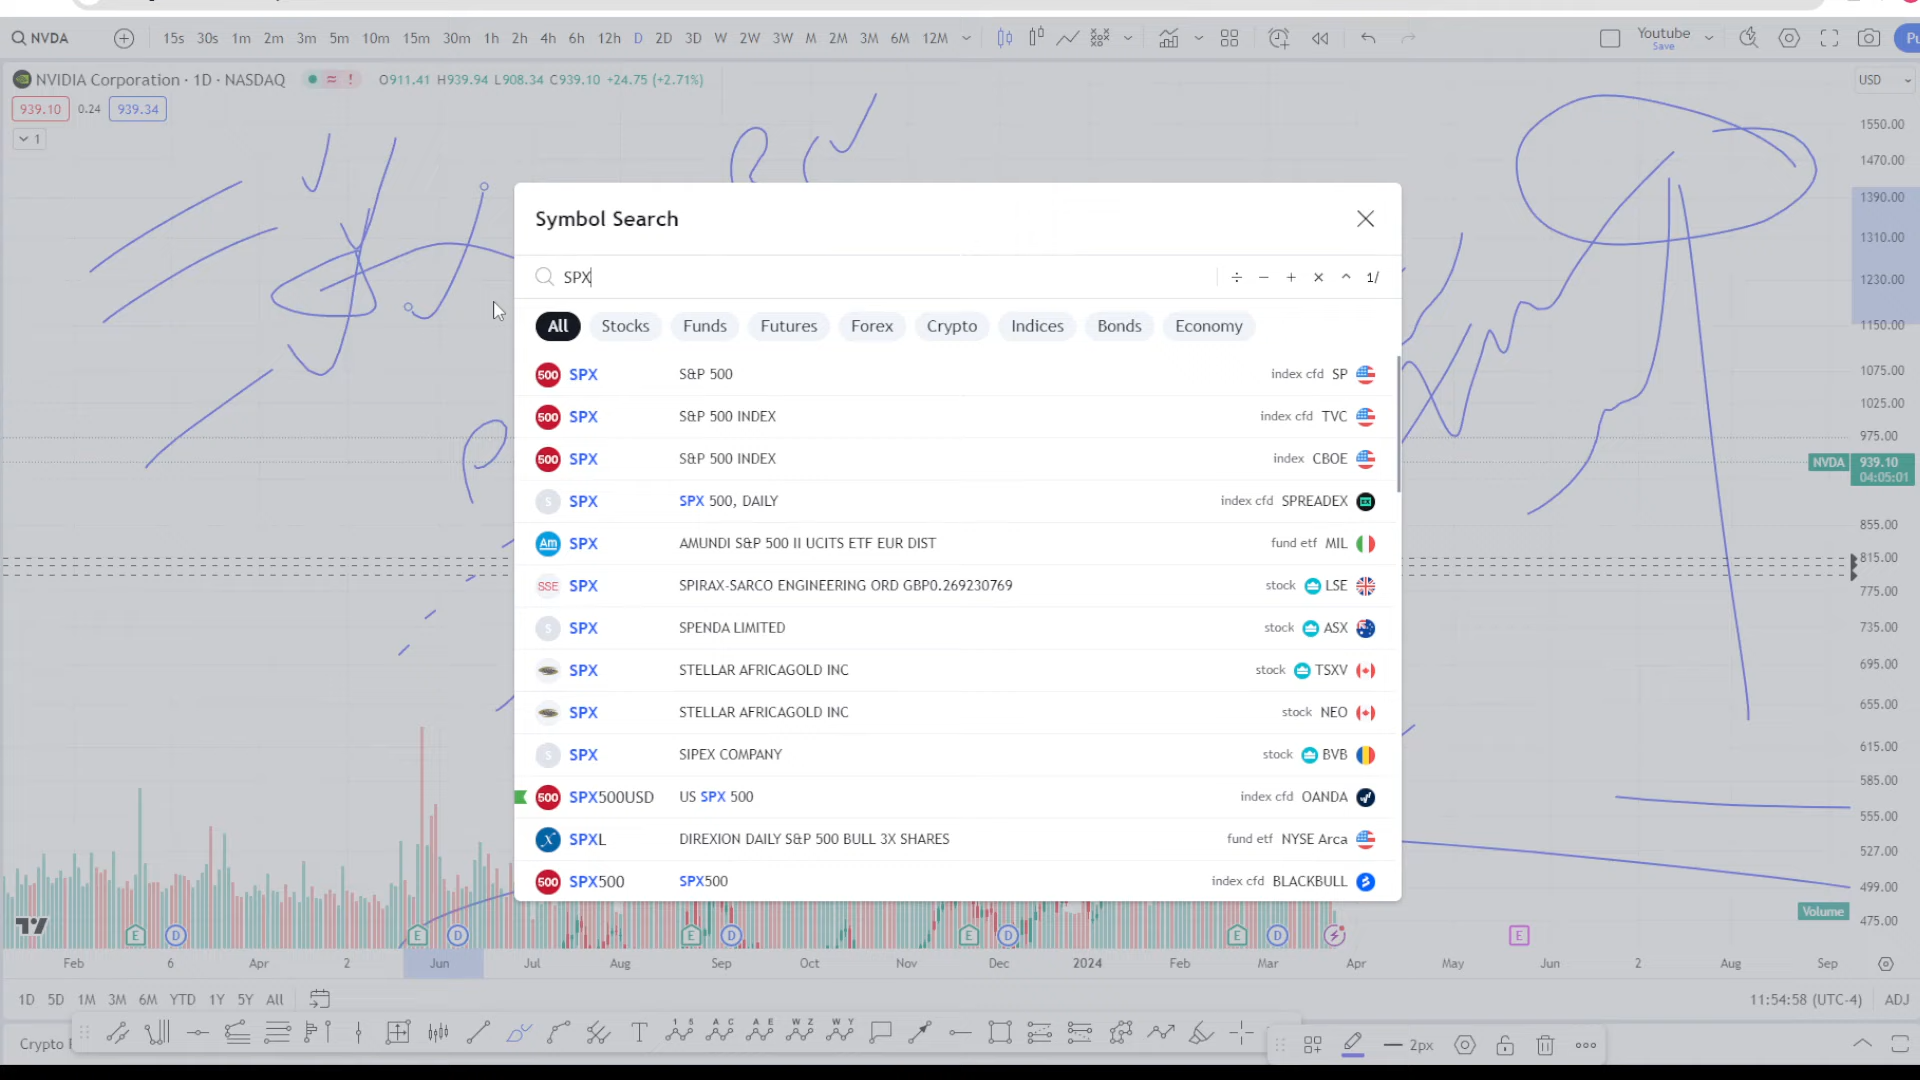 NVDA 15s 30s 1m 2m 3m 5m 10m 15m 30m 1h 2h 4h 6h 12h D 2D 3D W 2W 3W M 2M 3M 6M 12M Youtube
Save
NVIDIA Corporation · 1D · NASDAQ O911.41 H939.94 L908.34 C939.10 +24.75 (+2.71%) USD
939.10 0.24 939.34
1
1550.00
1470.00
1390.00
1310.00
1230.00
1150.00
1075.00
1025.00
975.00
NVDA 939.10
04:05:01
855.00
815.00
775.00
735.00
695.00
655.00
615.00
585.00
555.00
527.00
499.00
Volume
475.00
Symbol Search
SPX ÷ − + × ^ 1/
All Stocks Funds Futures Forex Crypto Indices Bonds Economy
500 SPX S&P 500 index cfd SP
500 SPX S&P 500 INDEX index cfd TVC
500 SPX S&P 500 INDEX index CBOE
S SPX SPX 500, DAILY index cfd SPREADEX
Am SPX AMUNDI S&P 500 II UCITS ETF EUR DIST fund etf MIL
SSE SPX SPIRAX-SARCO ENGINEERING ORD GBP0.269230769 stock LSE
S SPX SPENDA LIMITED stock ASX
SPX STELLAR AFRICAGOLD INC stock TSXV
SPX STELLAR AFRICAGOLD INC stock NEO
S SPX SIPEX COMPANY stock BVB
500 SPX500USD US SPX 500 index cfd OANDA
SPXL DIREXION DAILY S&P 500 BULL 3X SHARES fund etf NYSE Arca
500 SPX500 SPX500 index cfd BLACKBULL
E D E D E D E D E D E
Feb 6 Apr 2 Jun Jul Aug Sep Oct Nov Dec 2024 Feb Mar Apr May Jun 2 Aug Sep
1D 5D 1M 3M 6M YTD 1Y 5Y All 11:54:58 (UTC-4) ADJ
Crypto T 2px